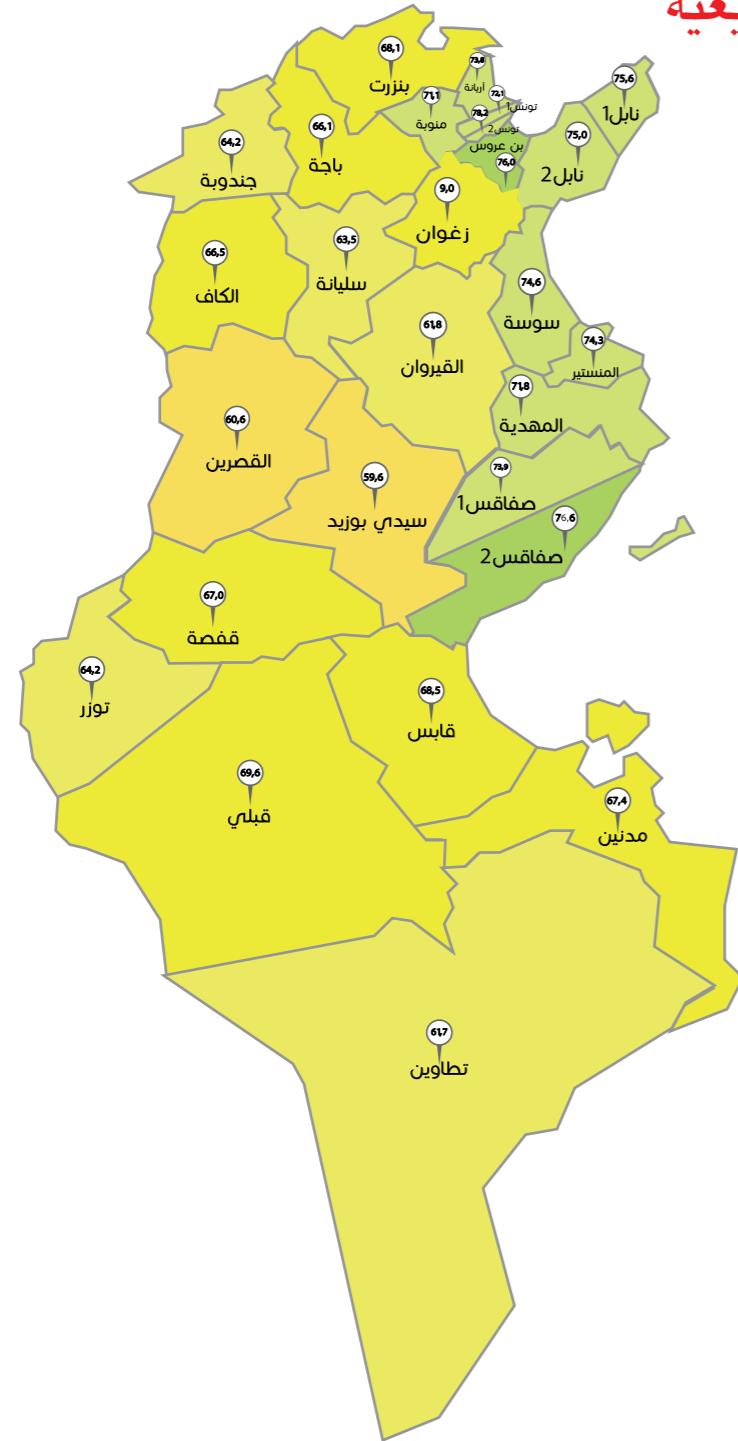 68,1
بنزرت
73,8
أريانة
71,1
منوبة
72,1
تونس1
78,2
تونس2
بن عروس
76,0
75,6
نابل1
75,0
نابل2
64,2
جندوبة
66,1
باجة
9,0
زغوان
66,5
الكاف
63,5
سليانة
61,8
القيروان
74,6
سوسة
74,3
المنستير
71,8
المهدية
60,6
القصرين
59,6
سيدي بوزيد
73,9
صفاقس1
76,6
صفاقس2
67,0
قفصة
64,2
توزر
68,5
قابس
69,6
قبلي
67,4
مدنين
61,7
تطاوين